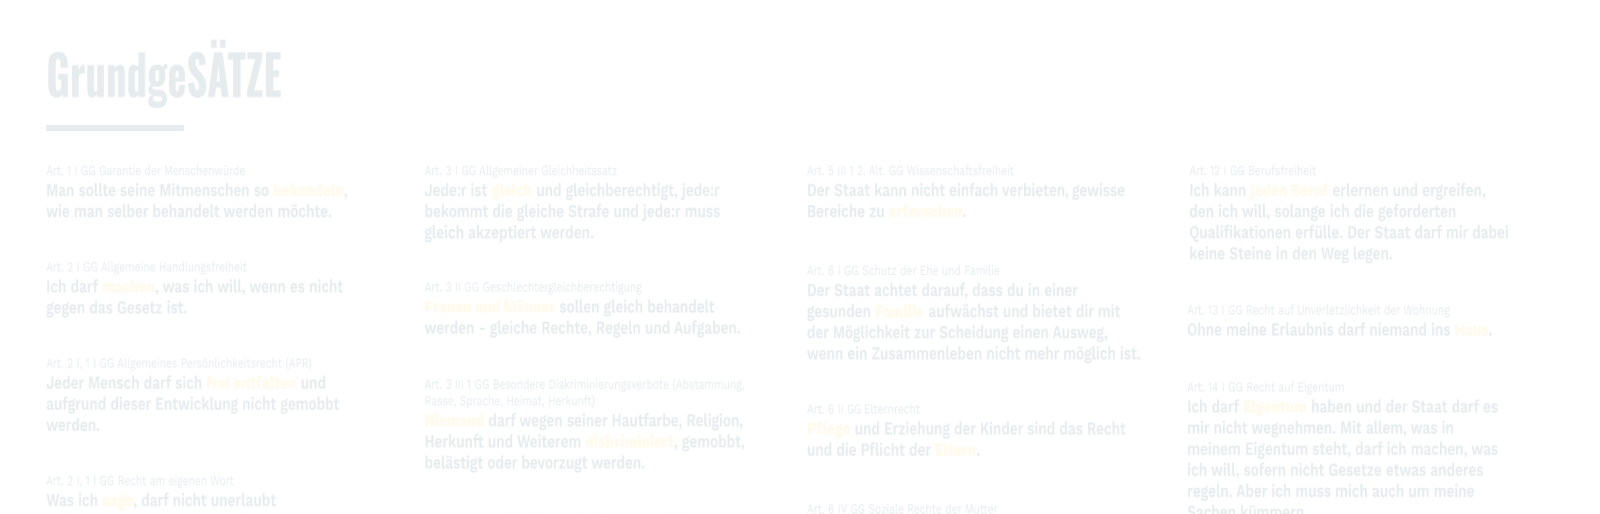 GrundgeSÄTZE
Art. 1 I GG Garantie der Menschenwürde
Man sollte seine Mitmenschen so behandeln,
wie man selber behandelt werden möchte.
Art. 2 I GG Allgemeine Handlungsfreiheit
Ich darf machen, was ich will, wenn es nicht
gegen das Gesetz ist.
Art. 2 I, 1 I GG Allgemeines Persönlichkeitsrecht (APR)
Jeder Mensch darf sich frei entfalten und
aufgrund dieser Entwicklung nicht gemobbt
werden.
Art. 2 I, 1 I GG Recht am eigenen Wort
Was ich sage, darf nicht unerlaubt
Art. 3 I GG Allgemeiner Gleichheitssatz
Jede:r ist gleich und gleichberechtigt, jede:r
bekommt die gleiche Strafe und jede:r muss
gleich akzeptiert werden.
Art. 3 II GG Geschlechtergleichberechtigung
Frauen und Männer sollen gleich behandelt
werden - gleiche Rechte, Regeln und Aufgaben.
Art. 3 III 1 GG Besondere Diskriminierungsverbote (Abstammung,
Rasse, Sprache, Heimat, Herkunft)
Niemand darf wegen seiner Hautfarbe, Religion,
Herkunft und Weiterem diskriminiert, gemobbt,
belästigt oder bevorzugt werden.
Art. 5 III 1 2. Alt. GG Wissenschaftsfreiheit
Der Staat kann nicht einfach verbieten, gewisse
Bereiche zu erforschen.
Art. 6 I GG Schutz der Ehe und Familie
Der Staat achtet darauf, dass du in einer
gesunden Familie aufwächst und bietet dir mit
der Möglichkeit zur Scheidung einen Ausweg,
wenn ein Zusammenleben nicht mehr möglich ist.
Art. 6 II GG Elternrecht
Pflege und Erziehung der Kinder sind das Recht
und die Pflicht der Eltern.
Art. 6 IV GG Soziale Rechte der Mutter
Art. 12 I GG Berufsfreiheit
Ich kann jeden Beruf erlernen und ergreifen,
den ich will, solange ich die geforderten
Qualifikationen erfülle. Der Staat darf mir dabei
keine Steine in den Weg legen.
Art. 13 I GG Recht auf Unverletzlichkeit der Wohnung
Ohne meine Erlaubnis darf niemand ins Haus.
Art. 14 I GG Recht auf Eigentum
Ich darf Eigentum haben und der Staat darf es
mir nicht wegnehmen. Mit allem, was in
meinem Eigentum steht, darf ich machen, was
ich will, sofern nicht Gesetze etwas anderes
regeln. Aber ich muss mich auch um meine
Sachen kümmern.